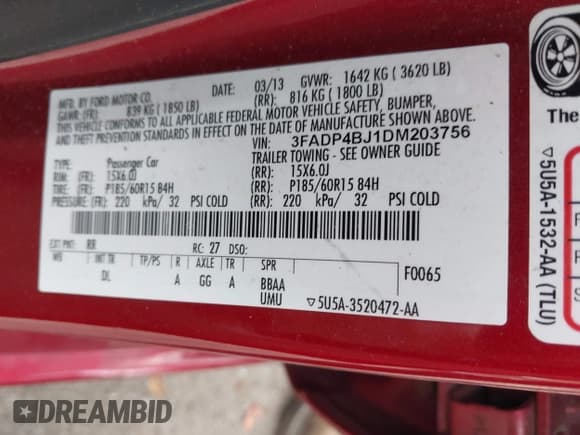 MFD. BY FORD MOTOR CO.
DATE: 03/13 GVWR: 1642 KG ( 3620 LB)
GAWR: (FR): 839 KG ( 1850 LB) (RR): 816 KG ( 1800 LB)
THIS VEHICLE CONFORMS TO ALL APPLICABLE FEDERAL MOTOR VEHICLE SAFETY, BUMPER,
AND THEFT PREVENTION STANDARDS IN EFFECT ON THE DATE OF MANUFACTURE SHOWN ABOVE
VIN: 3FADP4BJ1DM203756
TYPE: Passenger Car TRAILER TOWING - SEE OWNER GUIDE
RIM: (FR): 15X6.0J (RR): 15X6.0J
TIRE: (FR): P185/60R15 84H (RR): P185/60R15 84H
PRESSURE: (FR): 220 kPa/ 32 PSI COLD (RR): 220 kPa/ 32 PSI COLD
EXT PNT: RR RC: 27 DSO: F0065
WB INT TR TP/PS R AXLE TR SPR
DL A GG A BBAA
UMU ▽5U5A-3520472-AA
The
▽5U5A-1532-AA (TLU)
DREAMBID